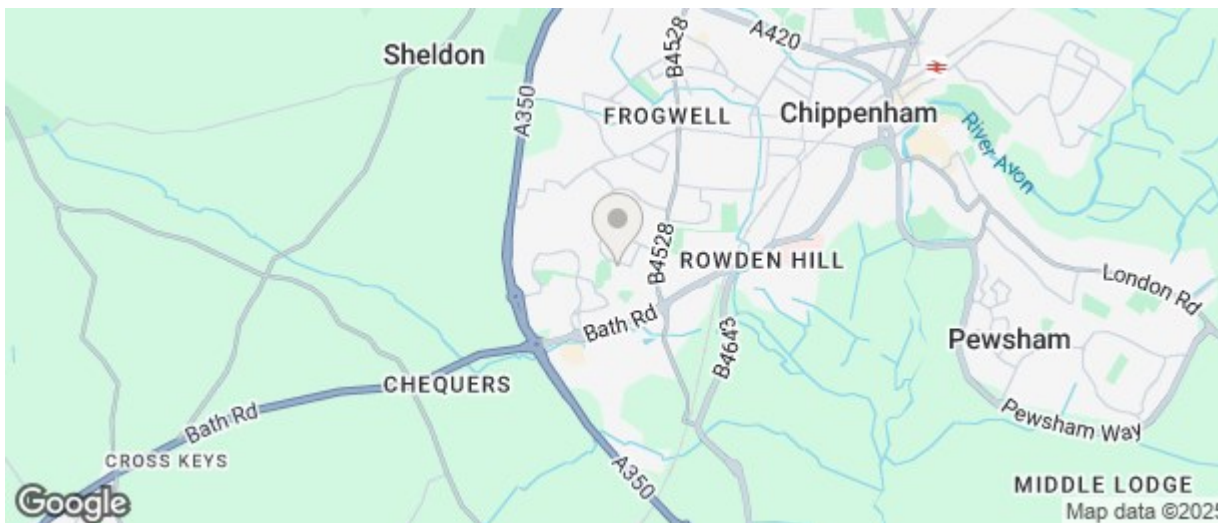 A420
B4528
Sheldon
A350
FROGWELL
Chippenham
River Avon
B4528
ROWDEN HILL
London Rd
Bath Rd
B4643
Pewsham
CHEQUERS
Bath Rd
Pewsham Way
CROSS KEYS
A350
MIDDLE LODGE
Google
Map data ©2025